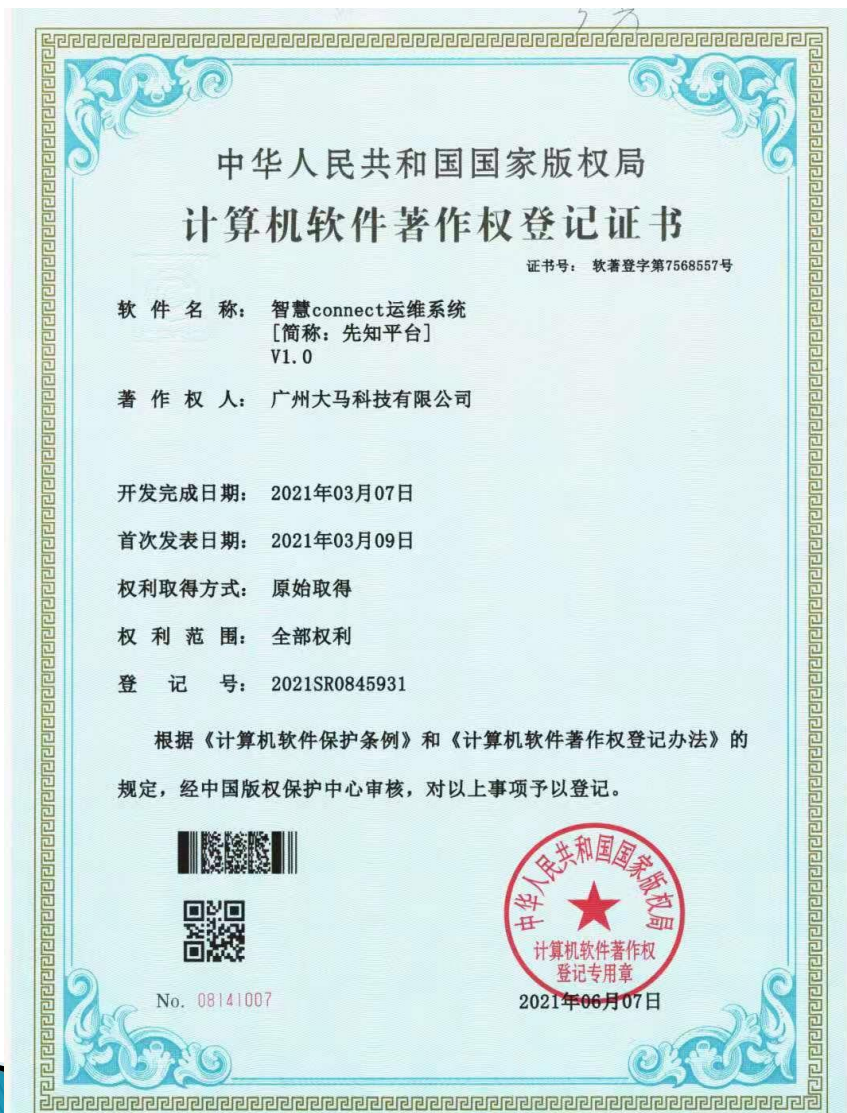 中华人民共和国国家版权局
计算机软件著作权登记证书
证书号: 软著登字第7568557号
软件名称: 智慧connect运维系统
[简称: 先知平台]
V1.0
著作权人: 广州大马科技有限公司
开发完成日期: 2021年03月07日
首次发表日期: 2021年03月09日
权利取得方式: 原始取得
权利范围: 全部权利
登记号: 2021SR0845931
根据《计算机软件保护条例》和《计算机软件著作权登记办法》的
规定，经中国版权保护中心审核，对以上事项予以登记。
中华人民共和国国家版权局
计算机软件著作权
登记专用章
No. 08141007
2021年06月07日